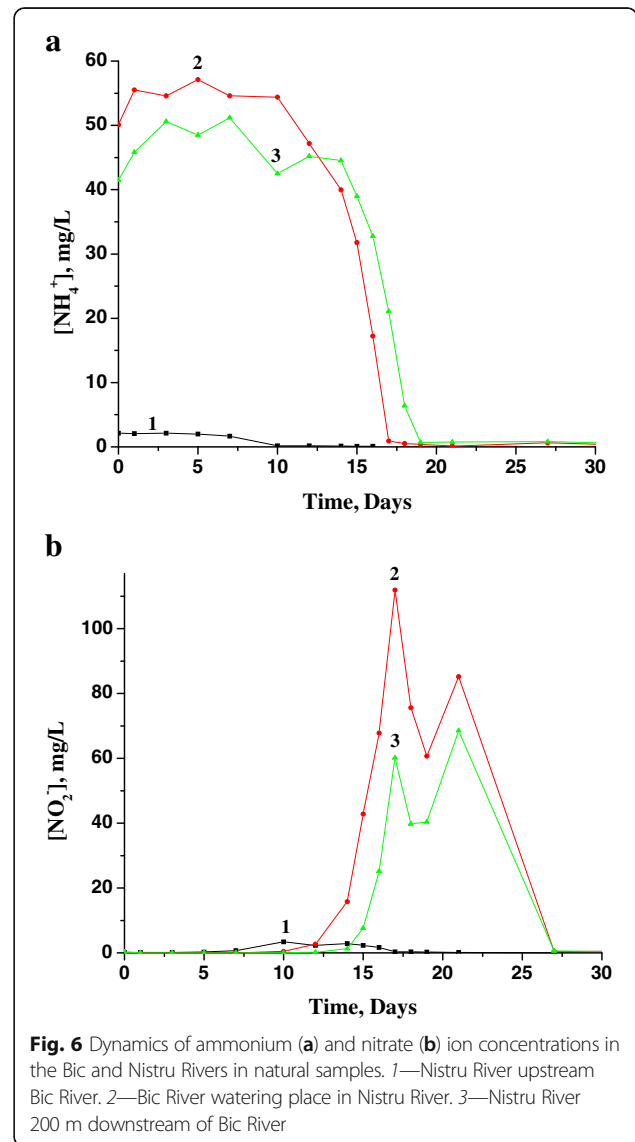 a
60
50
40
30
20
10
0
[NH₄⁺], mg/L
2
3
1
0 5 10 15 20 25 30
Time, Days
b
100
80
60
40
20
0
[NO₂⁻], mg/L
2
3
1
0 5 10 15 20 25 30
Time, Days
Fig. 6 Dynamics of ammonium (a) and nitrate (b) ion concentrations in
the Bic and Nistru Rivers in natural samples. 1—Nistru River upstream
Bic River. 2—Bic River watering place in Nistru River. 3—Nistru River
200 m downstream of Bic River